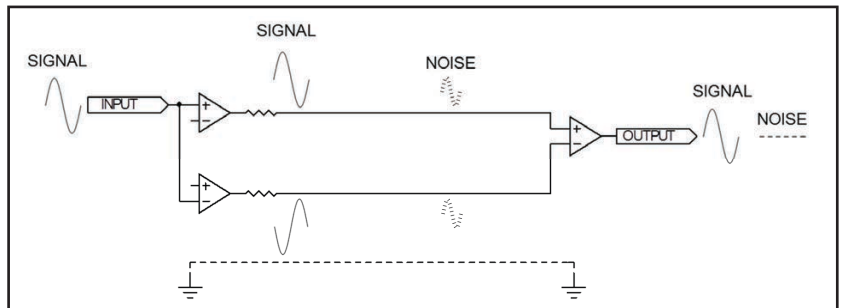 SIGNAL
SIGNAL
NOISE
INPUT
SIGNAL
NOISE
OUTPUT